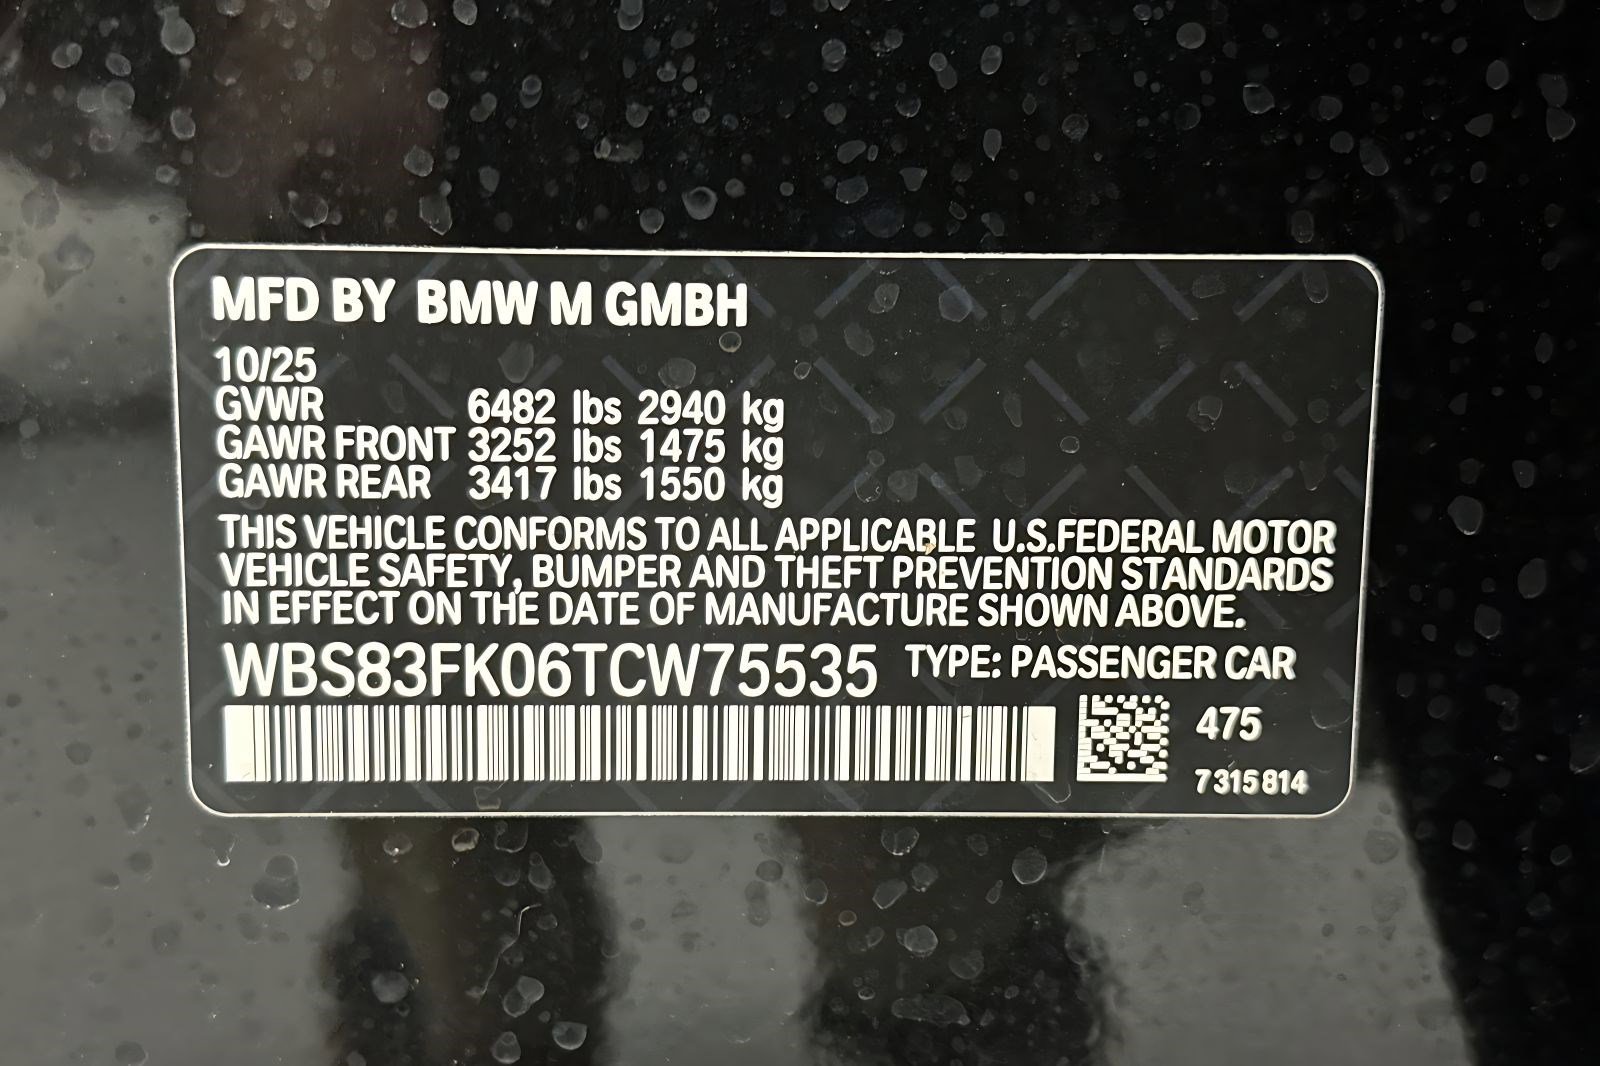 MFD BY BMW M GMBH
10/25
GVWR 6482 lbs 2940 kg
GAWR FRONT 3252 lbs 1475 kg
GAWR REAR 3417 lbs 1550 kg
THIS VEHICLE CONFORMS TO ALL APPLICABLE U.S.FEDERAL MOTOR
VEHICLE SAFETY, BUMPER AND THEFT PREVENTION STANDARDS
IN EFFECT ON THE DATE OF MANUFACTURE SHOWN ABOVE.
WBS83FK06TCW75535 TYPE: PASSENGER CAR
475
7315814